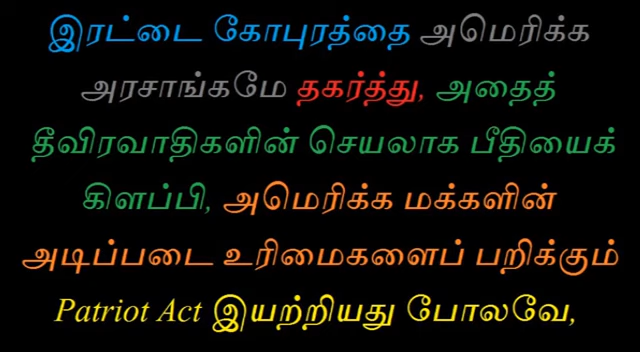 இரட்டை கோபுரத்தை அமெரிக்க
அரசாங்கமே தகர்த்து, அதைத்
தீவிரவாதிகளின் செயலாக பீதியைக்
கிளப்பி, அமெரிக்க மக்களின்
அடிப்படை உரிமைகளைப் பறிக்கும்
Patriot Act இயற்றியது போலவே,